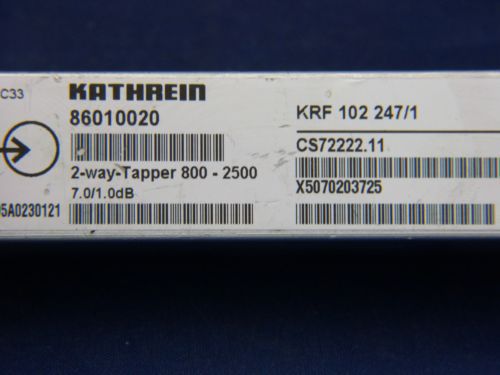 C33
KATHREIN
86010020
2-way-Tapper 800 - 2500
7.0/1.0dB
5A0230121
KRF 102 247/1
CS72222.11
X5070203725